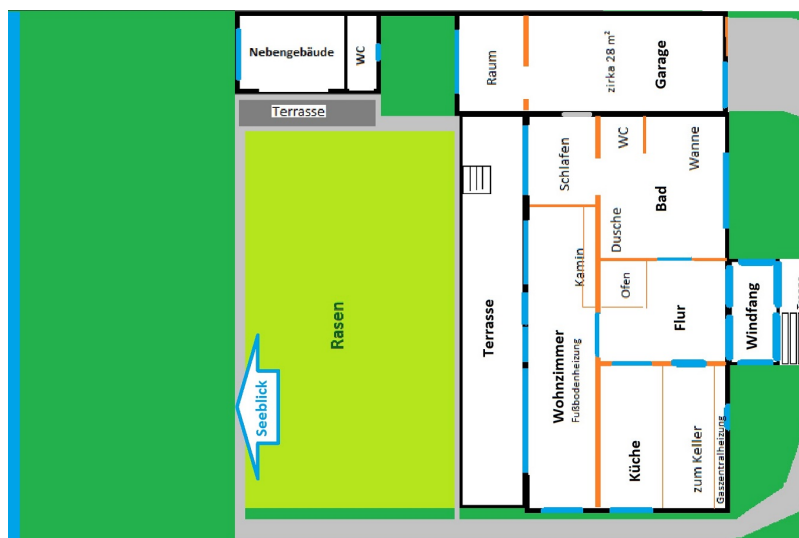 Nebengebäude
WC
Terrasse
Raum
zirka 28 m²
Garage
Schlafen
WC
Wanne
Bad
Dusche
Kamin
Ofen
Flur
Windfang
Rasen
Terrasse
Wohnzimmer
Fußbodenheizung
Seeblick
Küche
zum Keller
Gaszentralheizung